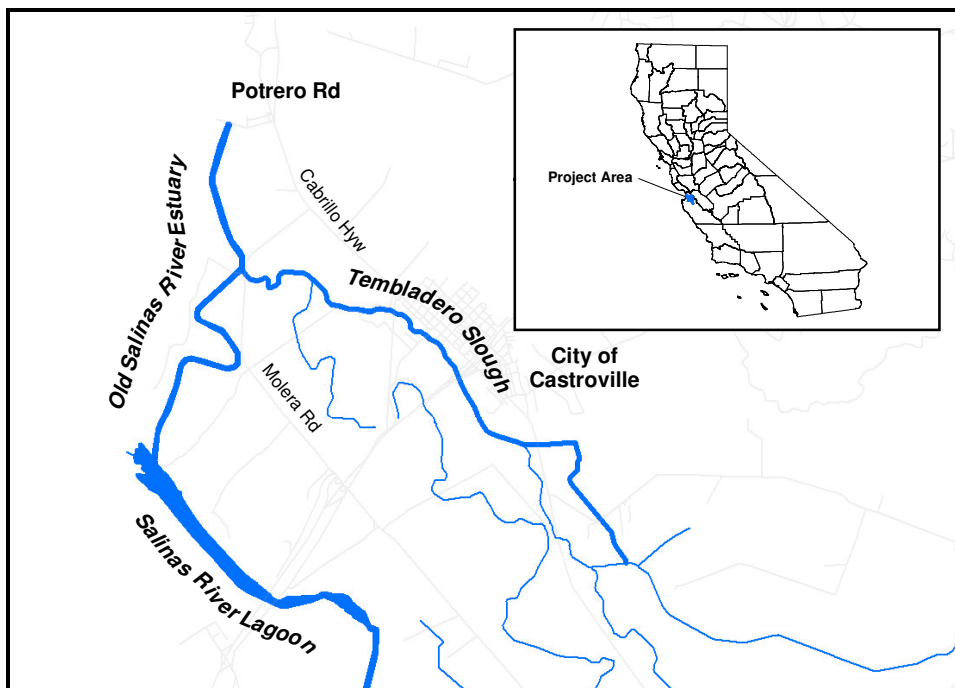 Potrero Rd
Project Area
Cabrillo Hyw
Old Salinas River Estuary
Tembladero Slough
City of
Castroville
Molera Rd
Salinas River Lagoon